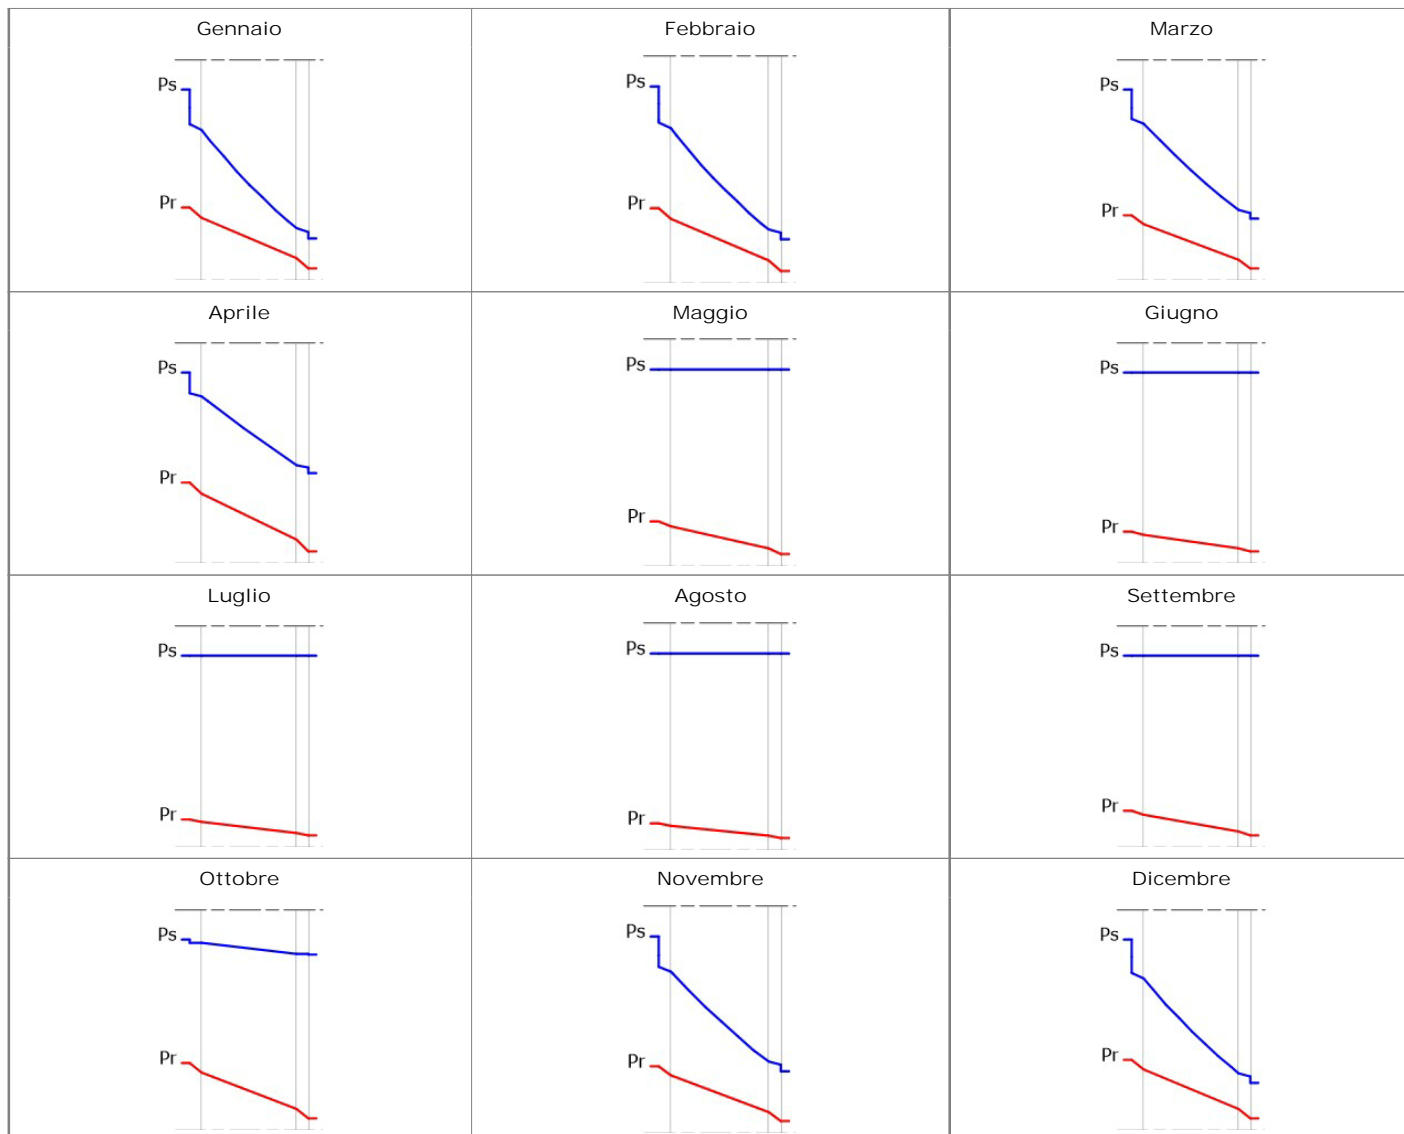 Gennaio Febbraio Marzo
Ps Ps Ps
Pr Pr Pr
Aprile Maggio Giugno
Ps Ps Ps
Pr Pr Pr
Luglio Agosto Settembre
Ps Ps Ps
Pr Pr Pr
Ottobre Novembre Dicembre
Ps Ps Ps
Pr Pr Pr